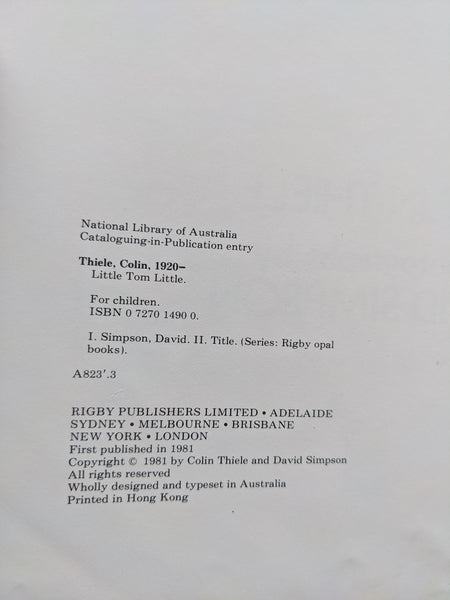 National Library of Australia
Cataloguing-in-Publication entry
Thiele, Colin, 1920–
Little Tom Little.
For children.
ISBN 0 7270 1490 0.
I. Simpson, David. II. Title. (Series: Rigby opal
books).
A823'.3
RIGBY PUBLISHERS LIMITED • ADELAIDE
SYDNEY • MELBOURNE • BRISBANE
NEW YORK • LONDON
First published in 1981
Copyright © 1981 by Colin Thiele and David Simpson
All rights reserved
Wholly designed and typeset in Australia
Printed in Hong Kong